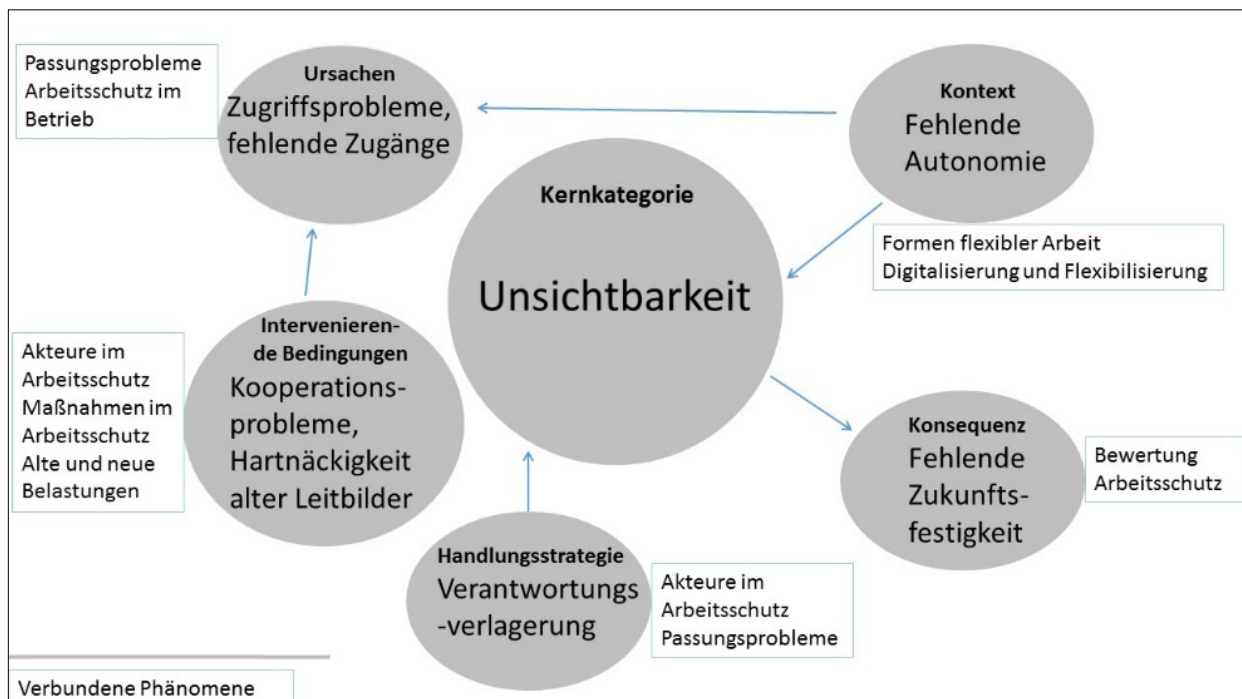 Passungsprobleme
Arbeitsschutz im
Betrieb
Ursachen
Zugriffsprobleme,
fehlende Zugänge
Kontext
Fehlende
Autonomie
Formen flexibler Arbeit
Digitalisierung und Flexibilisierung
Kernkategorie
Unsichtbarkeit
Akteure im
Arbeitsschutz
Maßnahmen im
Arbeitsschutz
Alte und neue
Belastungen
Intervenieren-
de Bedingungen
Kooperations-
probleme,
Hartnäckigkeit
alter Leitbilder
Konsequenz
Fehlende
Zukunfts-
festigkeit
Bewertung
Arbeitsschutz
Handlungsstrategie
Verantwortungs
-verlagerung
Akteure im
Arbeitsschutz
Passungsprobleme
Verbundene Phänomene